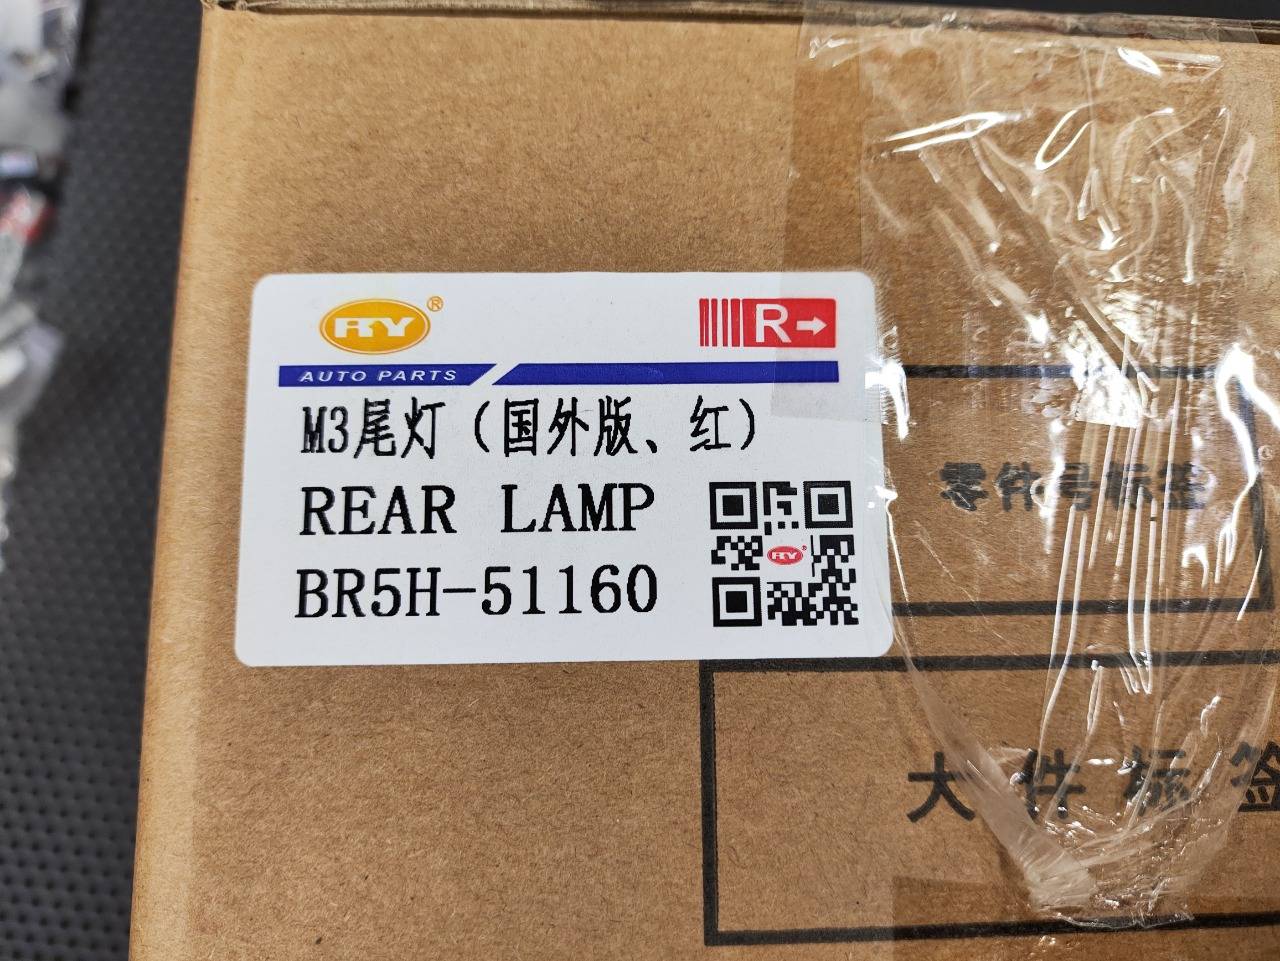 RY®
R→
AUTO PARTS
M3尾灯（国外版、红）
REAR LAMP
BR5H-51160
RY®
零件号标签
大件标签